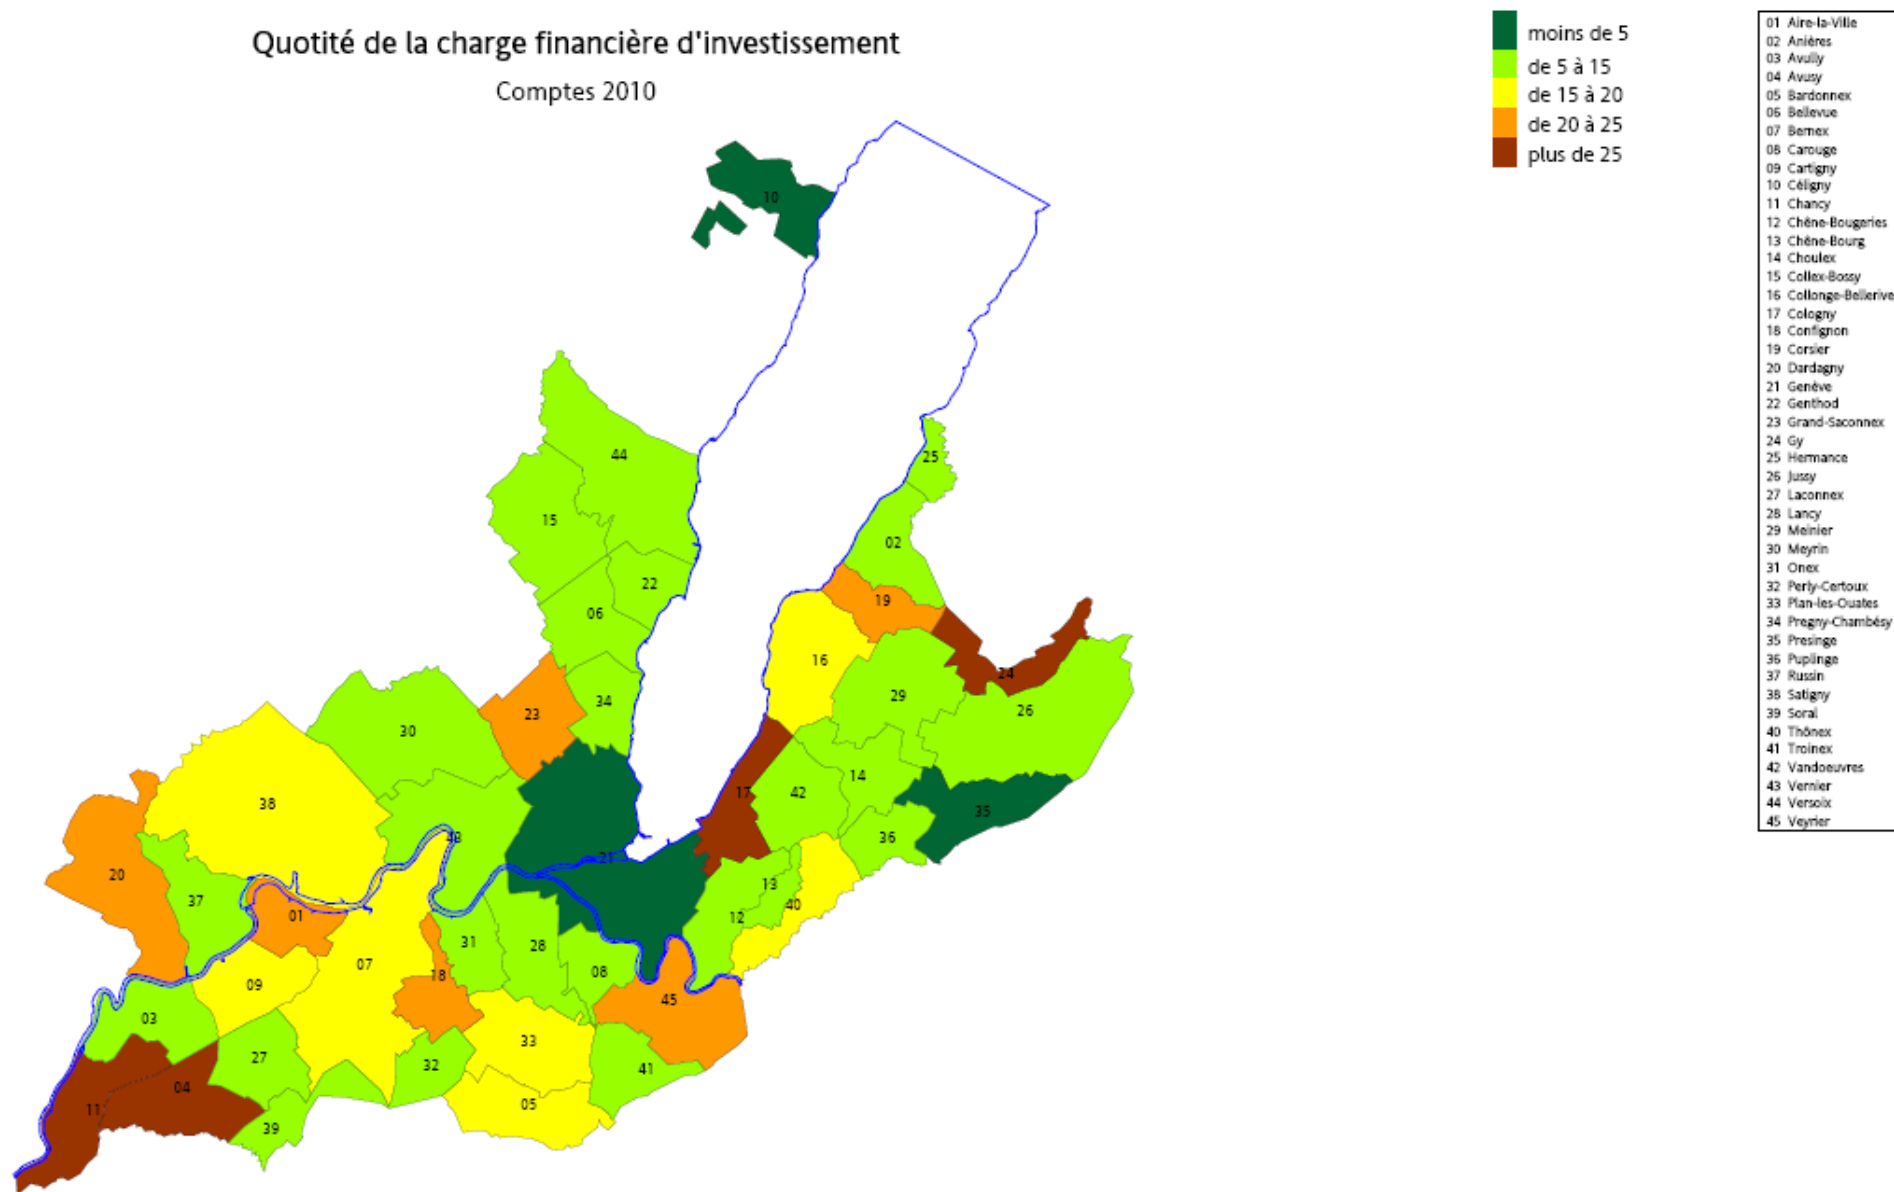 Quotité de la charge financière d'investissement
Comptes 2010
moins de 5
de 5 à 15
de 15 à 20
de 20 à 25
plus de 25
01 Aire-la-Ville
02 Anières
03 Avully
04 Avusy
05 Bardonnex
06 Bellevue
07 Bernex
08 Carouge
09 Cartigny
10 Céligny
11 Chancy
12 Chêne-Bougeries
13 Chêne-Bourg
14 Choulex
15 Collex-Bossy
16 Collonge-Bellerive
17 Cologny
18 Confignon
19 Corsier
20 Dardagny
21 Genève
22 Genthod
23 Grand-Saconnex
24 Gy
25 Hermance
26 Jussy
27 Laconnex
28 Lancy
29 Meinier
30 Meyrin
31 Onex
32 Perly-Certoux
33 Plan-les-Ouates
34 Pregny-Chambésy
35 Presinge
36 Puplinge
37 Russin
38 Satigny
39 Soral
40 Thônex
41 Troinex
42 Vandoeuvres
43 Vernier
44 Versoix
45 Veyrier
10
44
25
15
02
22
19
06
16
24
29
34
26
23
30
14
42
17
38
35
43
36
21
20
13
37
01
12
40
31
28
07
18
08
09
45
03
33
27
32
41
04
05
11
39